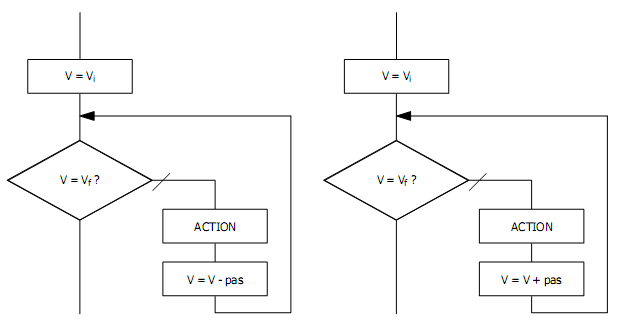 V = Vi
V = Vf ?
ACTION
V = V - pas
V = Vi
V = Vf ?
ACTION
V = V + pas